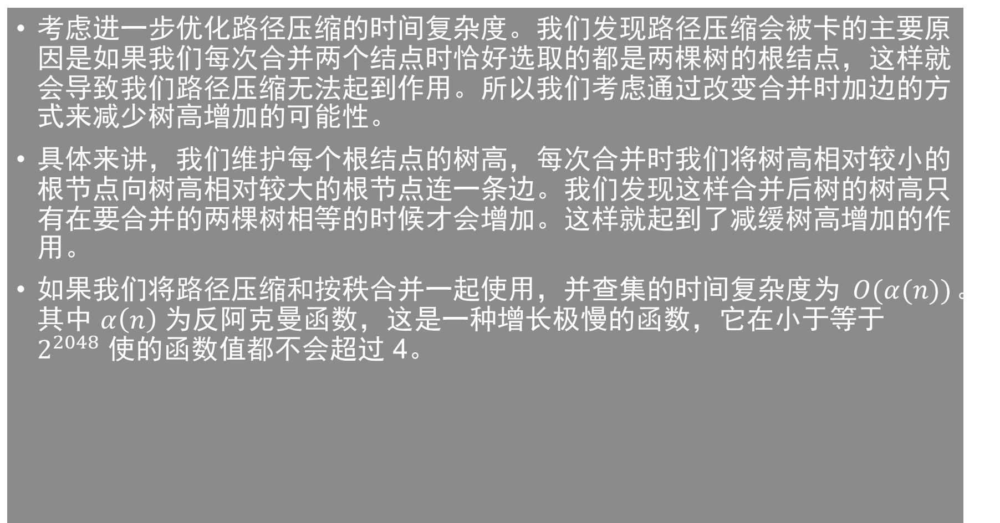 • 考虑进一步优化路径压缩的时间复杂度。我们发现路径压缩会被卡的主要原
因是如果我们每次合并两个结点时恰好选取的都是两棵树的根结点，这样就
会导致我们路径压缩无法起到作用。所以我们考虑通过改变合并时加边的方
式来减少树高增加的可能性。
• 具体来讲，我们维护每个根结点的树高，每次合并时我们将树高相对较小的
根节点向树高相对较大的根节点连一条边。我们发现这样合并后树的树高只
有在要合并的两棵树相等的时候才会增加。这样就起到了减缓树高增加的作
用。
• 如果我们将路径压缩和按秩合并一起使用，并查集的时间复杂度为 O(α(n))。
其中 α(n) 为反阿克曼函数，这是一种增长极慢的函数，它在小于等于
2^2048 使的函数值都不会超过 4。